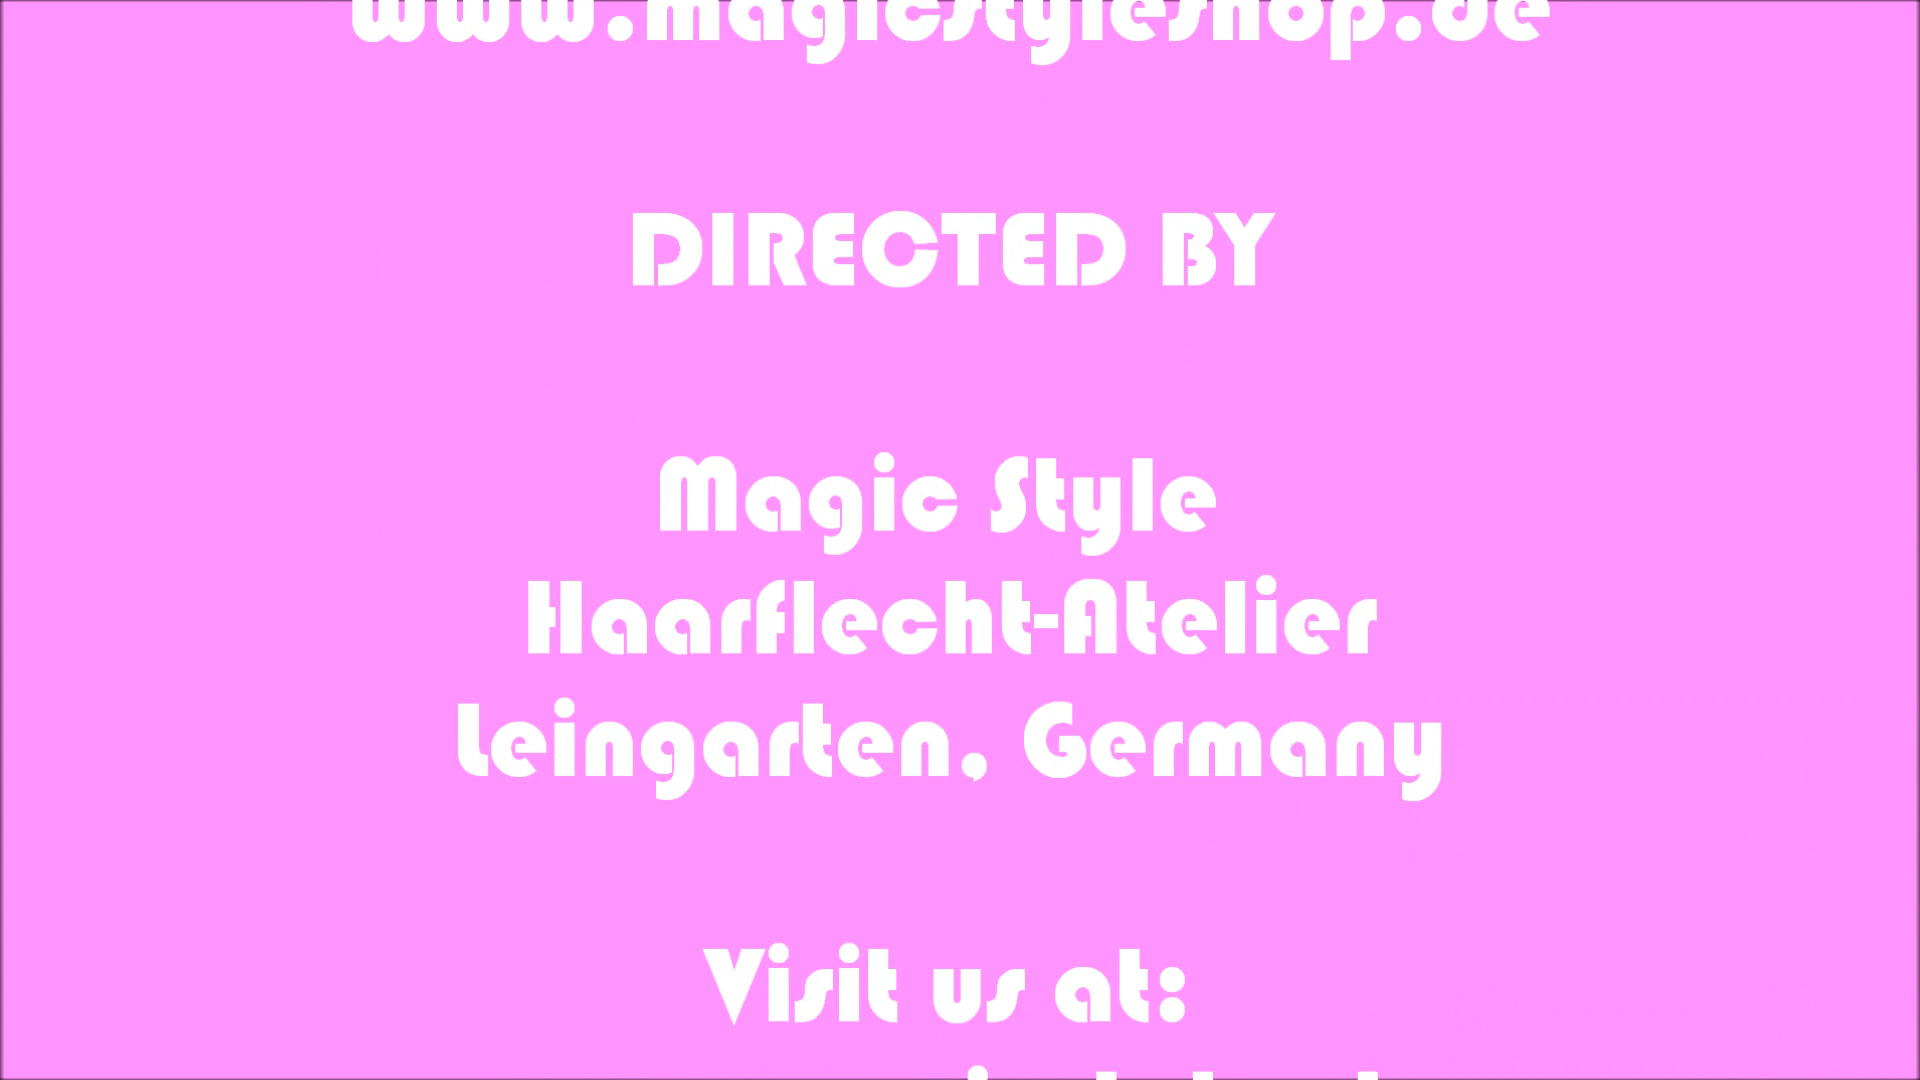 www.magicstyleshop.de
DIRECTED BY
Magic Style
Haarflecht-Atelier
Leingarten, Germany
Visit us at: